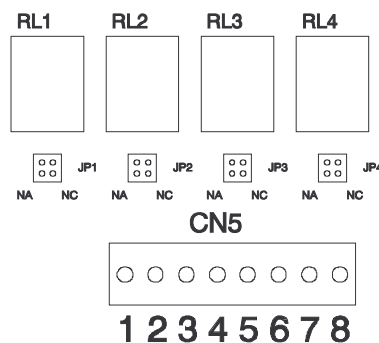 RL1 RL2 RL3 RL4
JP1 JP2 JP3 JP4
NA NC NA NC NA NC NA NC
CN5
1 2 3 4 5 6 7 8